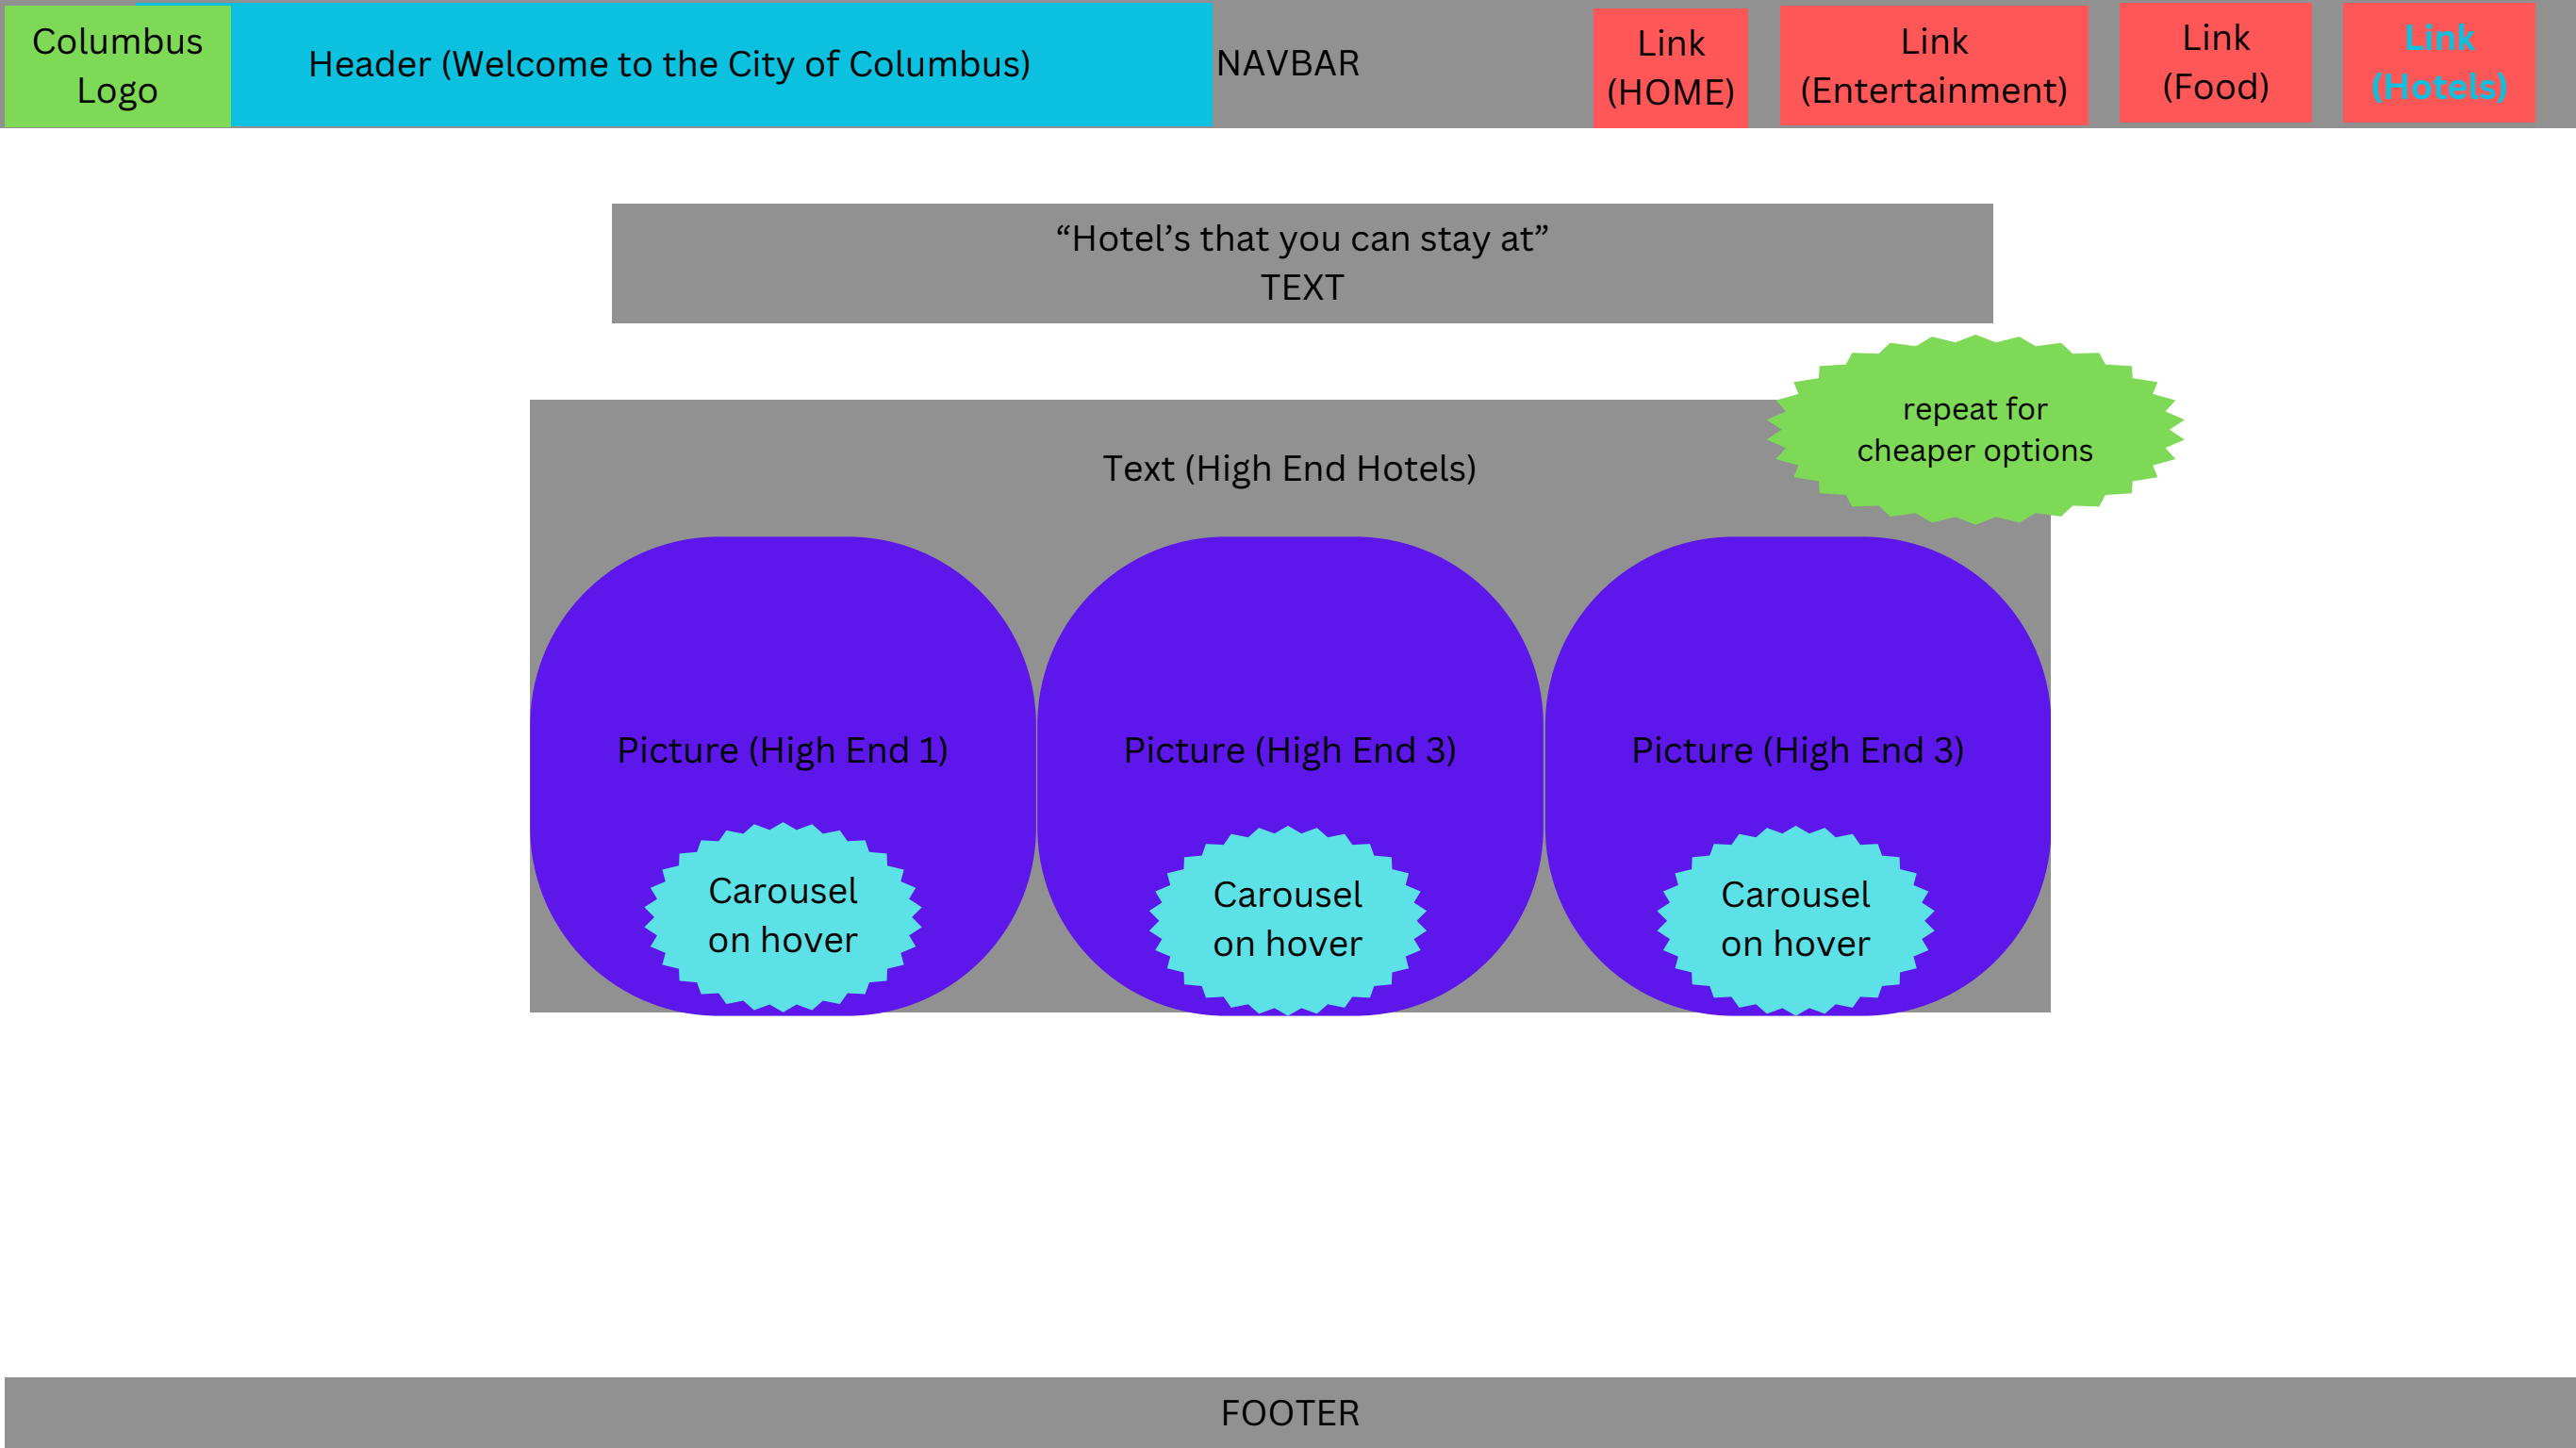 Columbus
Logo
Header (Welcome to the City of Columbus)
NAVBAR
Link
(HOME)
Link
(Entertainment)
Link
(Food)
Link
(Hotels)
“Hotel’s that you can stay at”
TEXT
repeat for
cheaper options
Text (High End Hotels)
Picture (High End 1)
Picture (High End 3)
Picture (High End 3)
Carousel
on hover
Carousel
on hover
Carousel
on hover
FOOTER